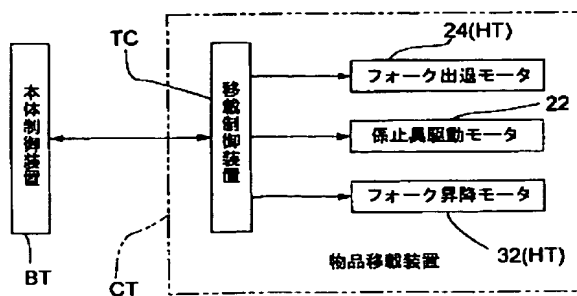 TC
24(HT)
フォーク出退モータ
22
係止具駆動モータ
フォーク昇降モータ
32(HT)
本体制御装置
移載制御装置
物品移載装置
BT
CT